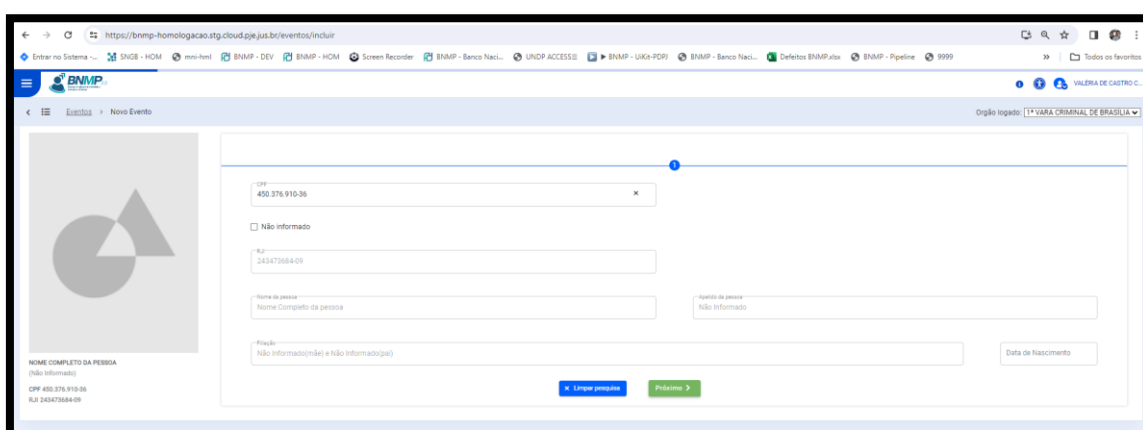 https://bnmp-homologacao.stg.cloud.pje.jus.br/eventos/incluir
Entrar no Sistema -... SNGB - HOM mni-hml BNMP - DEV BNMP - HOM Screen Recorder BNMP - Banco Naci... UNDP ACCESS ▶ BNMP - UiKit-PDPJ BNMP - Banco Naci... Defeitos BNMP.xlsx BNMP - Pipeline 9999 » Todos os favoritos
BNMP
VALÉRIA DE CASTRO C...
Eventos > Novo Evento
Orgão logado: 1ª VARA CRIMINAL DE BRASÍLIA
1
CPF
450.376.910-36
Não informado
RJI
243473684-09
Nome da pessoa
Nome Completo da pessoa
Apelido da pessoa
Não Informado
Filiação
Não Informado(mãe) e Não Informado(pai)
Data de Nascimento
Limpar pesquisa
Próximo
NOME COMPLETO DA PESSOA
(Não Informado)
CPF 450.376.910-36
RJI 243473684-09